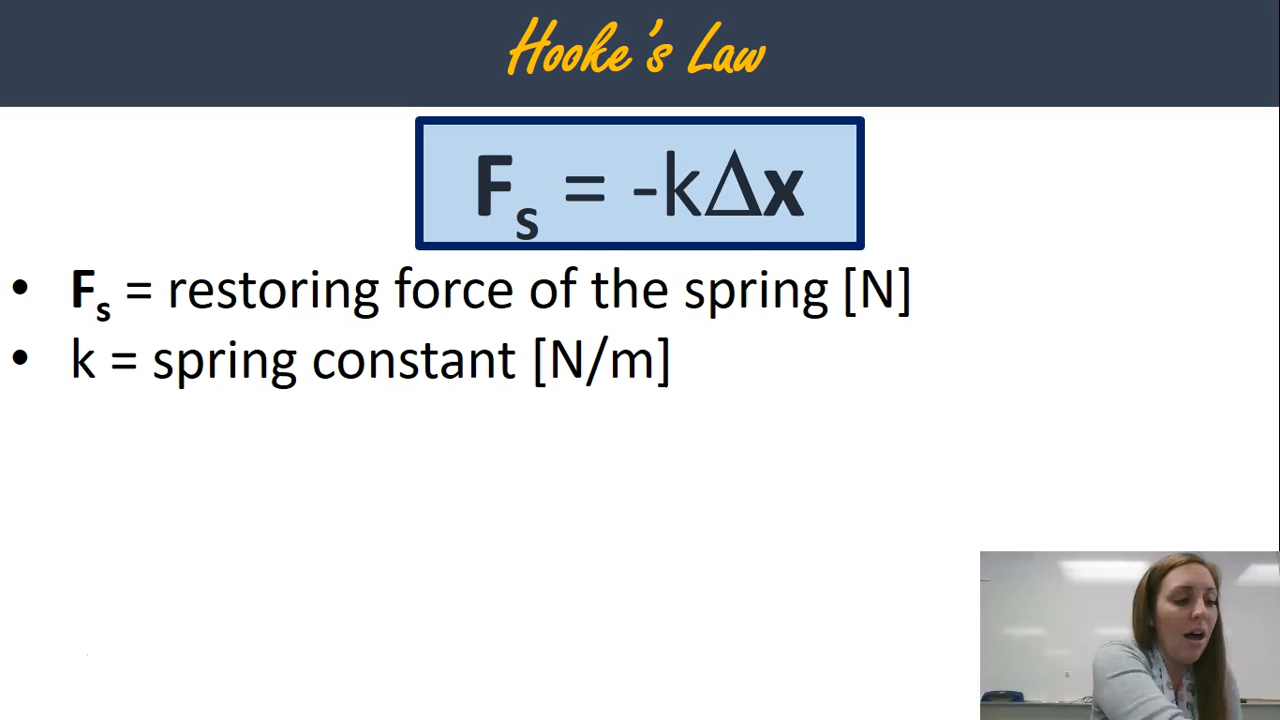 Hooke's Law
Fs = -kΔx
• Fs = restoring force of the spring [N]
• k = spring constant [N/m]